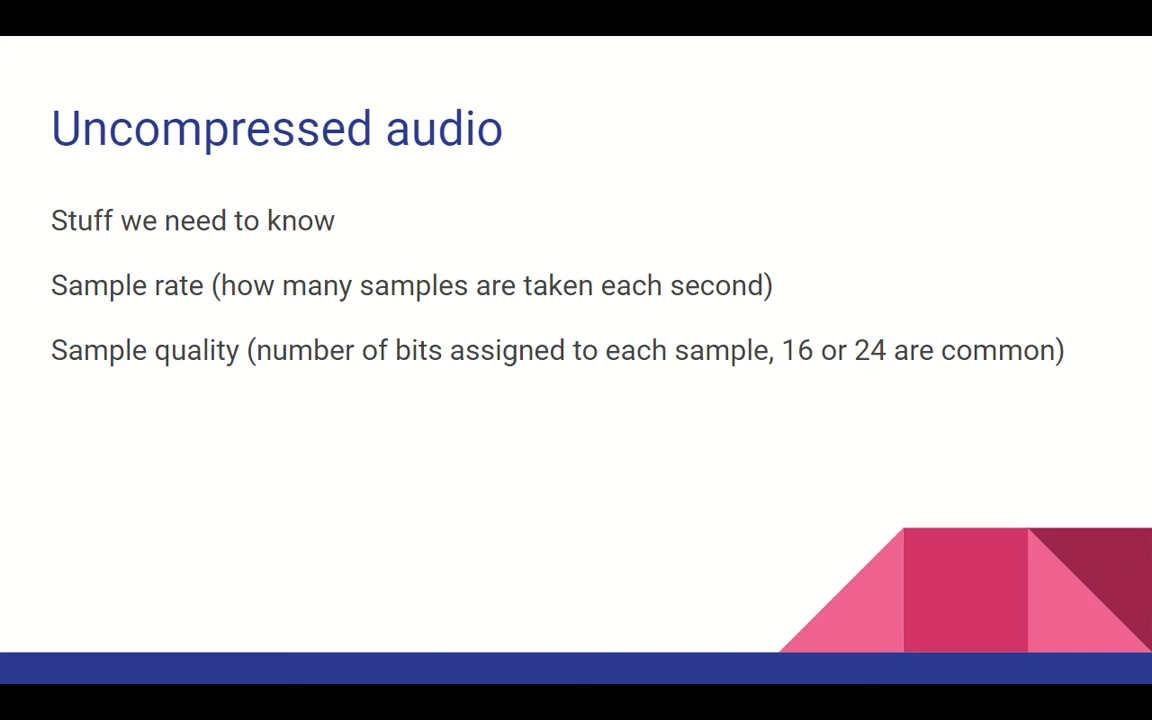 Uncompressed audio
Stuff we need to know
Sample rate (how many samples are taken each second)
Sample quality (number of bits assigned to each sample, 16 or 24 are common)